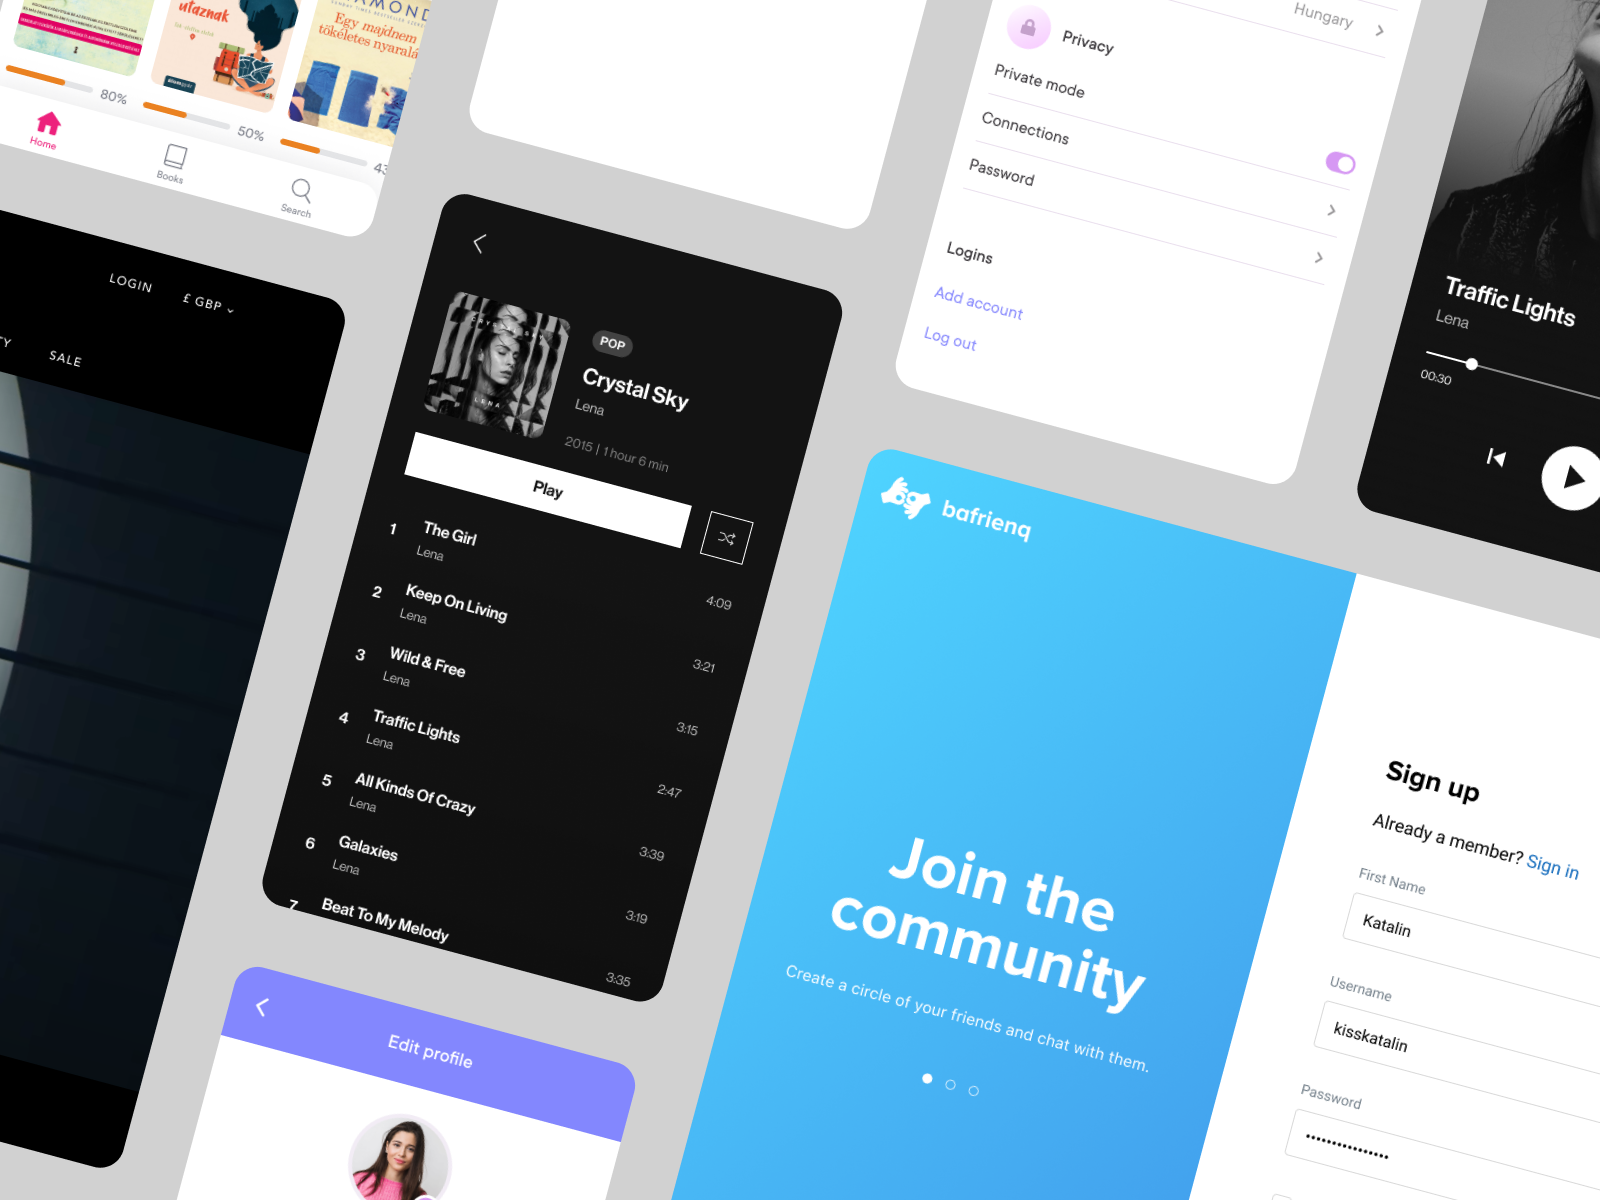 utaznak
Egy majdnem
tökéletes nyaralá
80%
50%
43
Home
Books
Search
LOGIN
£ GBP
SALE
CRYSTAL SKY
LENA
POP
Crystal Sky
Lena
2015 | 1 hour 6 min
Play
1
The Girl
Lena
4:09
2
Keep On Living
Lena
3:21
3
Wild & Free
Lena
3:15
4
Traffic Lights
Lena
2:47
5
All Kinds Of Crazy
Lena
3:39
6
Galaxies
Lena
3:19
7
Beat To My Melody
3:35
Edit profile
Hungary
Privacy
Private mode
Connections
Password
Logins
Add account
Log out
Traffic Lights
Lena
00:30
bafrienq
Join the
community
Create a circle of your friends and chat with them.
Sign up
Already a member? Sign in
First Name
Katalin
Username
kisskatalin
Password
••••••••••••••••